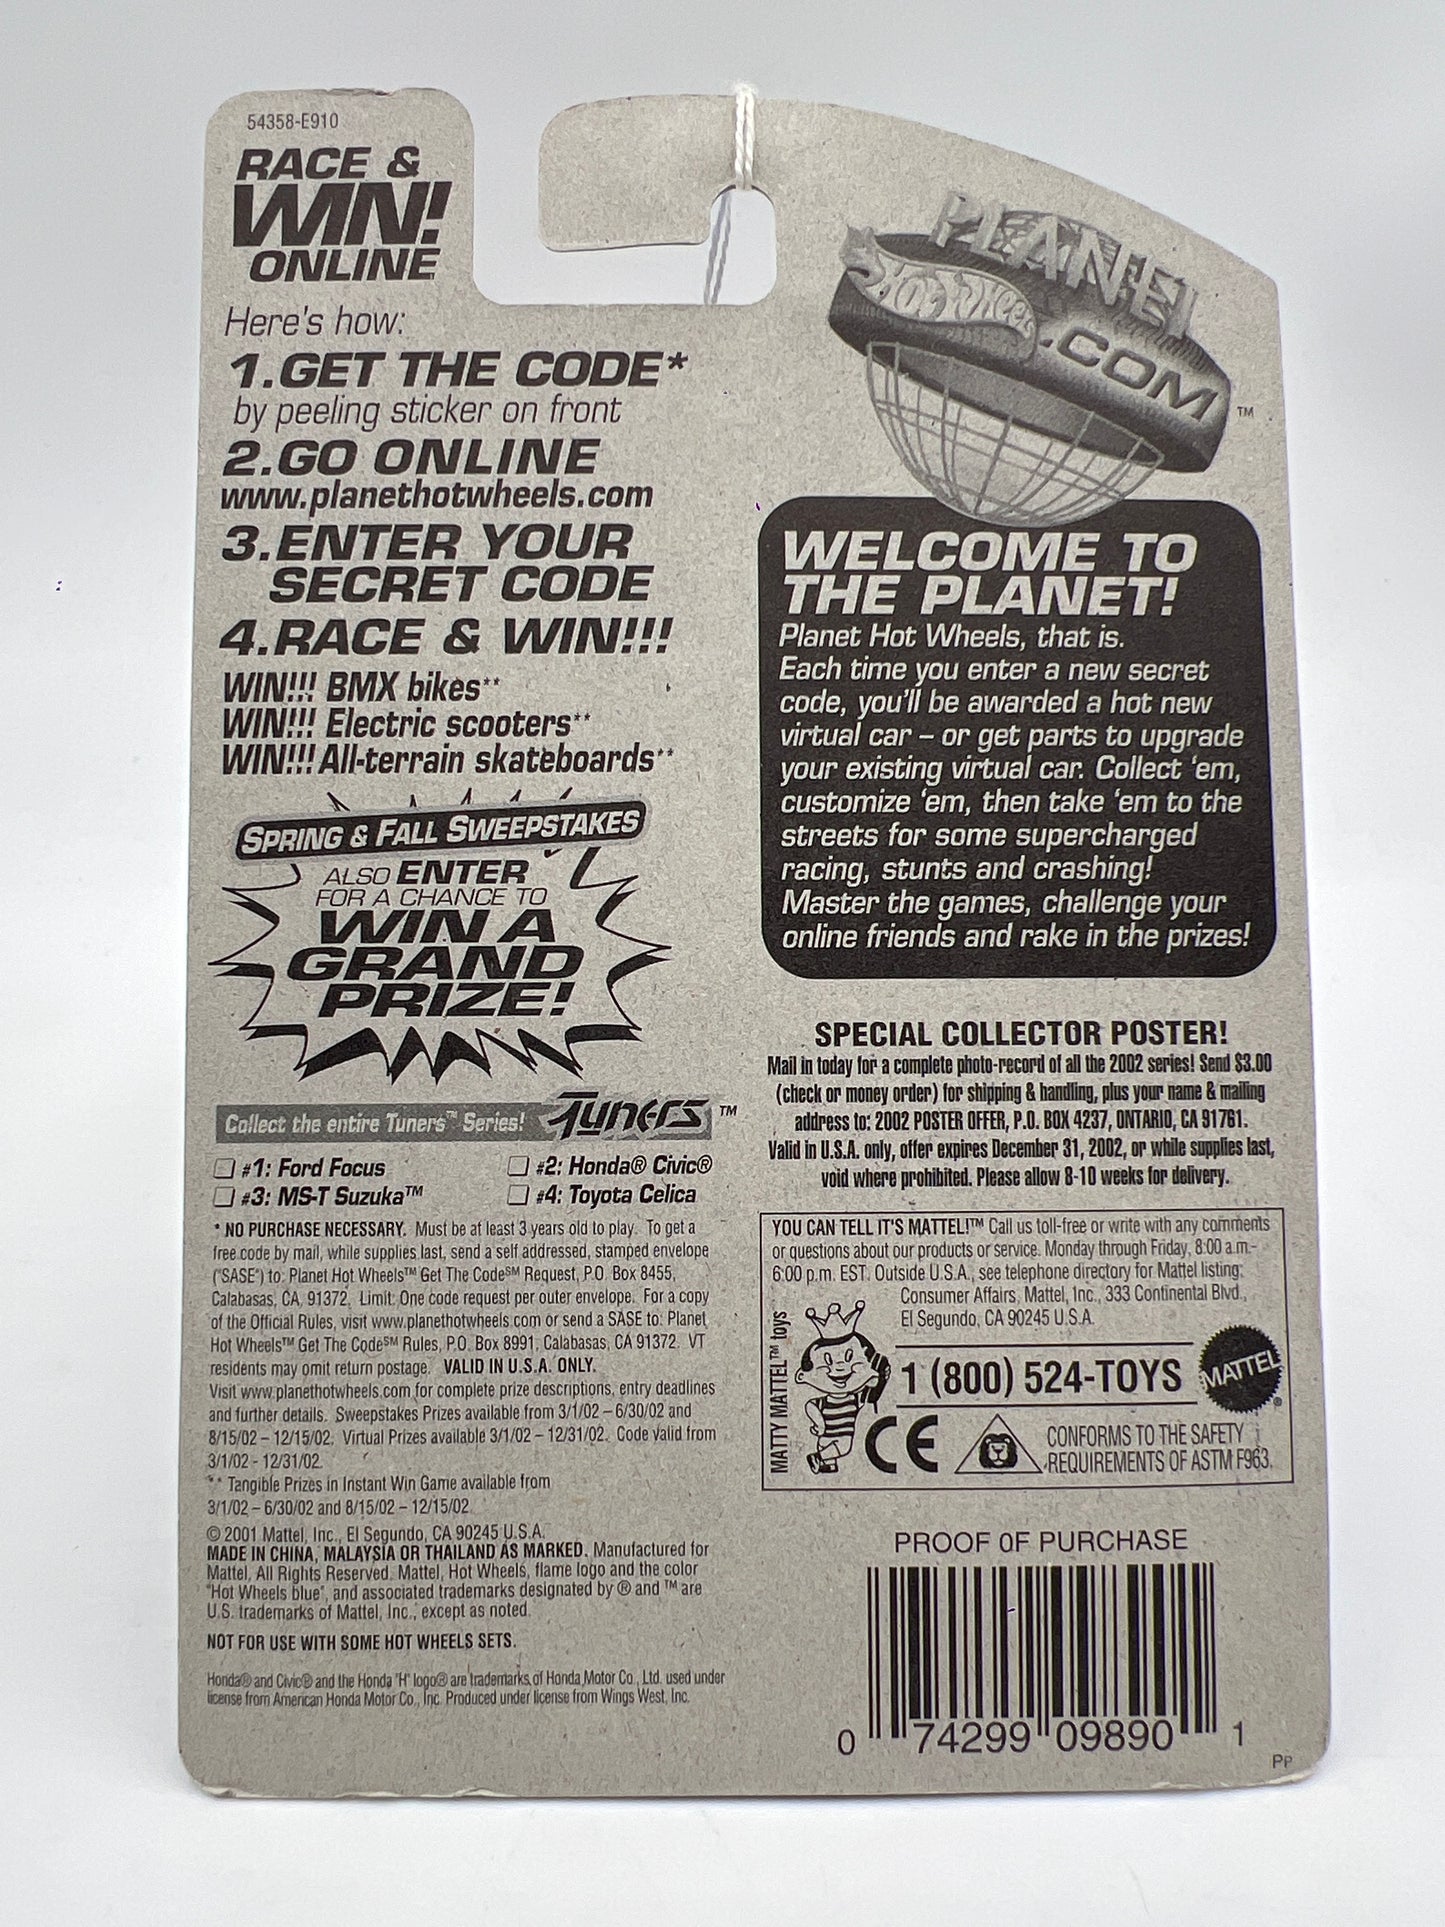 54358-E910
RACE &
WIN!
ONLINE
Here's how:
1.GET THE CODE*
by peeling sticker on front
2.GO ONLINE
www.planethotwheels.com
3.ENTER YOUR
SECRET CODE
4.RACE & WIN!!!
WIN!!! BMX bikes**
WIN!!! Electric scooters**
WIN!!! All-terrain skateboards**
SPRING & FALL SWEEPSTAKES
ALSO ENTER
FOR A CHANCE TO
WIN A
GRAND
PRIZE!
Collect the entire Tuners™ Series! Tuners™
#1: Ford Focus #2: Honda® Civic®
#3: MS-T Suzuka™ #4: Toyota Celica
* NO PURCHASE NECESSARY. Must be at least 3 years old to play. To get a
free code by mail, while supplies last, send a self addressed, stamped envelope
("SASE") to: Planet Hot Wheels™ Get The Code℠ Request, P.O. Box 8455,
Calabasas, CA, 91372. Limit: One code request per outer envelope. For a copy
of the Official Rules, visit www.planethotwheels.com or send a SASE to: Planet
Hot Wheels™ Get The Code℠ Rules, P.O. Box 8991, Calabasas, CA 91372. VT
residents may omit return postage. VALID IN U.S.A. ONLY.
Visit www.planethotwheels.com for complete prize descriptions, entry deadlines
and further details. Sweepstakes Prizes available from 3/1/02 – 6/30/02 and
8/15/02 – 12/15/02. Virtual Prizes available 3/1/02 – 12/31/02. Code valid from
3/1/02 - 12/31/02.
** Tangible Prizes in Instant Win Game available from
3/1/02 – 6/30/02 and 8/15/02 – 12/15/02.
© 2001 Mattel, Inc., El Segundo, CA 90245 U.S.A.
MADE IN CHINA, MALAYSIA OR THAILAND AS MARKED. Manufactured for
Mattel, All Rights Reserved. Mattel, Hot Wheels, flame logo and the color
"Hot Wheels blue", and associated trademarks designated by ® and ™ are
U.S. trademarks of Mattel, Inc., except as noted.
NOT FOR USE WITH SOME HOT WHEELS SETS.
Honda® and Civic® and the Honda "H" logo® are trademarks of Honda Motor Co., Ltd. used under
license from American Honda Motor Co., Inc. Produced under license from Wings West, Inc.
PLANET
Hot Wheels
.COM™
WELCOME TO
THE PLANET!
Planet Hot Wheels, that is.
Each time you enter a new secret
code, you'll be awarded a hot new
virtual car – or get parts to upgrade
your existing virtual car. Collect 'em,
customize 'em, then take 'em to the
streets for some supercharged
racing, stunts and crashing!
Master the games, challenge your
online friends and rake in the prizes!
SPECIAL COLLECTOR POSTER!
Mail in today for a complete photo-record of all the 2002 series! Send $3.00
(check or money order) for shipping & handling, plus your name & mailing
address to: 2002 POSTER OFFER, P.O. BOX 4237, ONTARIO, CA 91761.
Valid in U.S.A. only, offer expires December 31, 2002, or while supplies last,
void where prohibited. Please allow 8-10 weeks for delivery.
YOU CAN TELL IT'S MATTEL!™ Call us toll-free or write with any comments
or questions about our products or service. Monday through Friday, 8:00 a.m.-
6:00 p.m. EST. Outside U.S.A., see telephone directory for Mattel listing:
Consumer Affairs, Mattel, Inc., 333 Continental Blvd.,
El Segundo, CA 90245 U.S.A.
MATTY MATTEL™ toys
1 (800) 524-TOYS
MATTEL®
CE
CONFORMS TO THE SAFETY
REQUIREMENTS OF ASTM F963.
PROOF OF PURCHASE
0 74299 09890 1
PP